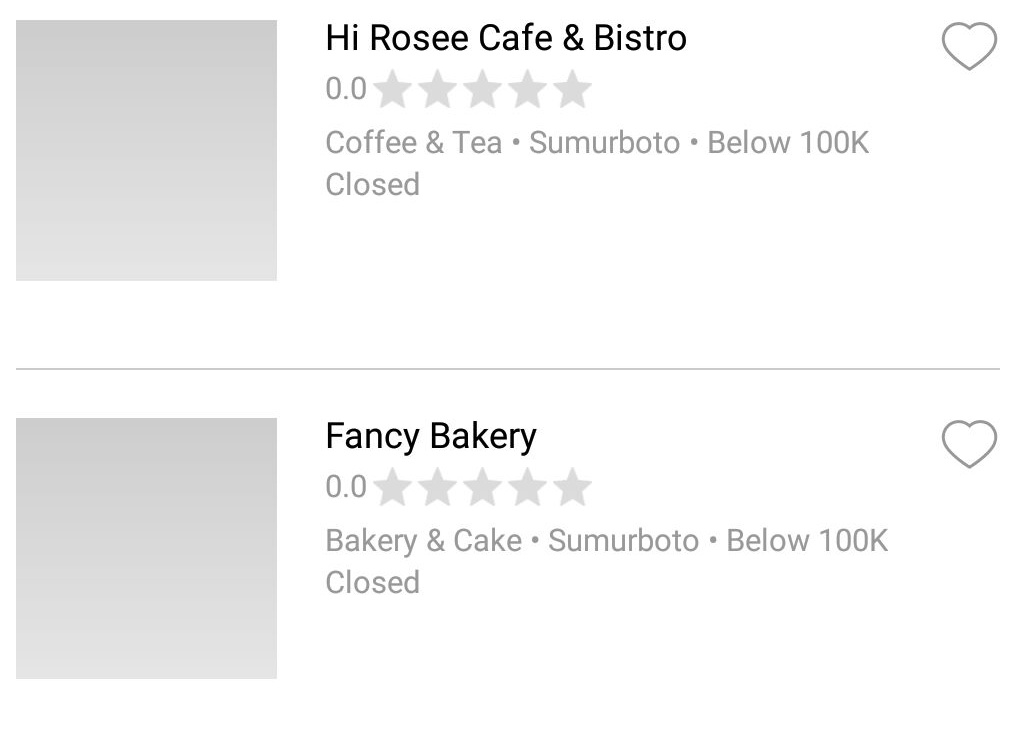 Hi Rosee Cafe & Bistro
0.0
Coffee & Tea • Sumurboto • Below 100K
Closed
Fancy Bakery
0.0
Bakery & Cake • Sumurboto • Below 100K
Closed